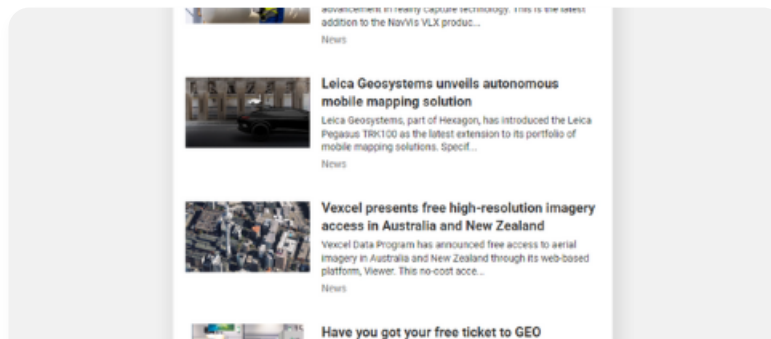 advancement in reality capture technology. This is the latest
addition to the NavVis VLX produc...
News
Leica Geosystems unveils autonomous
mobile mapping solution
Leica Geosystems, part of Hexagon, has introduced the Leica
Pegasus TRK100 as the latest extension to its portfolio of
mobile mapping solutions. Specif...
News
Vexcel presents free high-resolution imagery
access in Australia and New Zealand
Vexcel Data Program has announced free access to aerial
imagery in Australia and New Zealand through its web-based
platform, Viewer. This no-cost acce...
News
Have you got your free ticket to GEO